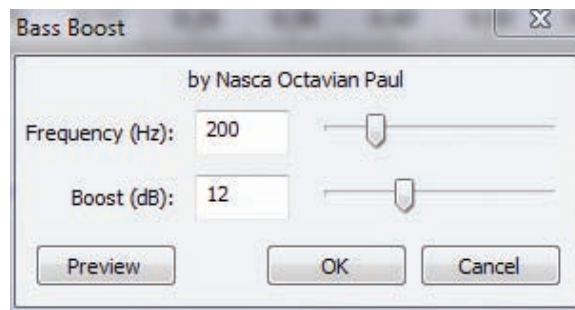 Bass Boost
by Nasca Octavian Paul
Frequency (Hz): 200
Boost (dB): 12
Preview OK Cancel